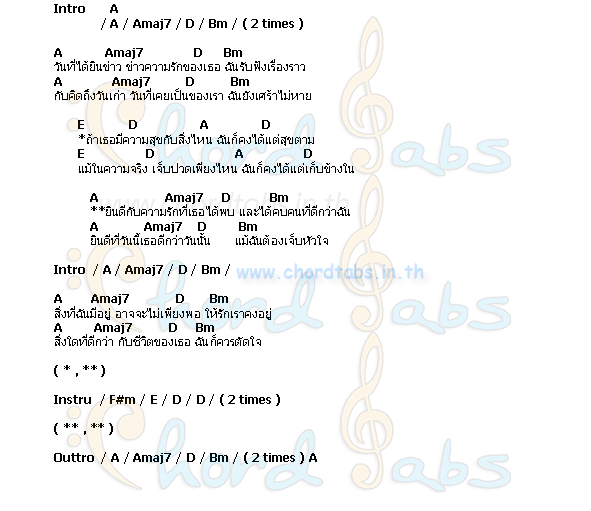 Intro A
/ A / Amaj7 / D / Bm / ( 2 times )
A Amaj7 D Bm
วันที่ได้ยินข่าว ข่าวความรักของเธอ ฉันรับฟังเรื่องราว
A Amaj7 D Bm
กับคิดถึงวันเก่า วันที่เคยเป็นของเรา ฉันยังเศร้าไม่หาย
E D A D
*ถ้าเธอมีความสุขกับสิ่งไหน ฉันก็คงได้แต่สุขตาม
E D A D
แม้ในความจริง เจ็บปวดเพียงไหน ฉันก็คงได้แต่เก็บข้างใน
A Amaj7 D Bm
**ยินดีกับความรักที่เธอได้พบ และได้คบคนที่ดีกว่าฉัน
A Amaj7 D Bm
ยินดีที่วันนี้เธอดีกว่าวันนั้น แม้ฉันต้องเจ็บหัวใจ
Intro / A / Amaj7 / D / Bm /
A Amaj7 D Bm
สิ่งที่ฉันมีอยู่ อาจจะไม่เพียงพอ ให้รักเราคงอยู่
A Amaj7 D Bm
สิ่งใดที่ดีกว่า กับชีวิตของเธอ ฉันก็ควรตัดใจ
( * , ** )
Instru / F#m / E / D / D / ( 2 times )
( ** , ** )
Outtro / A / Amaj7 / D / Bm / ( 2 times ) A
www.chordtabs.in.th
www.chordtabs.in.th
Chord Tabs
Chord Tabs
Chord Tabs